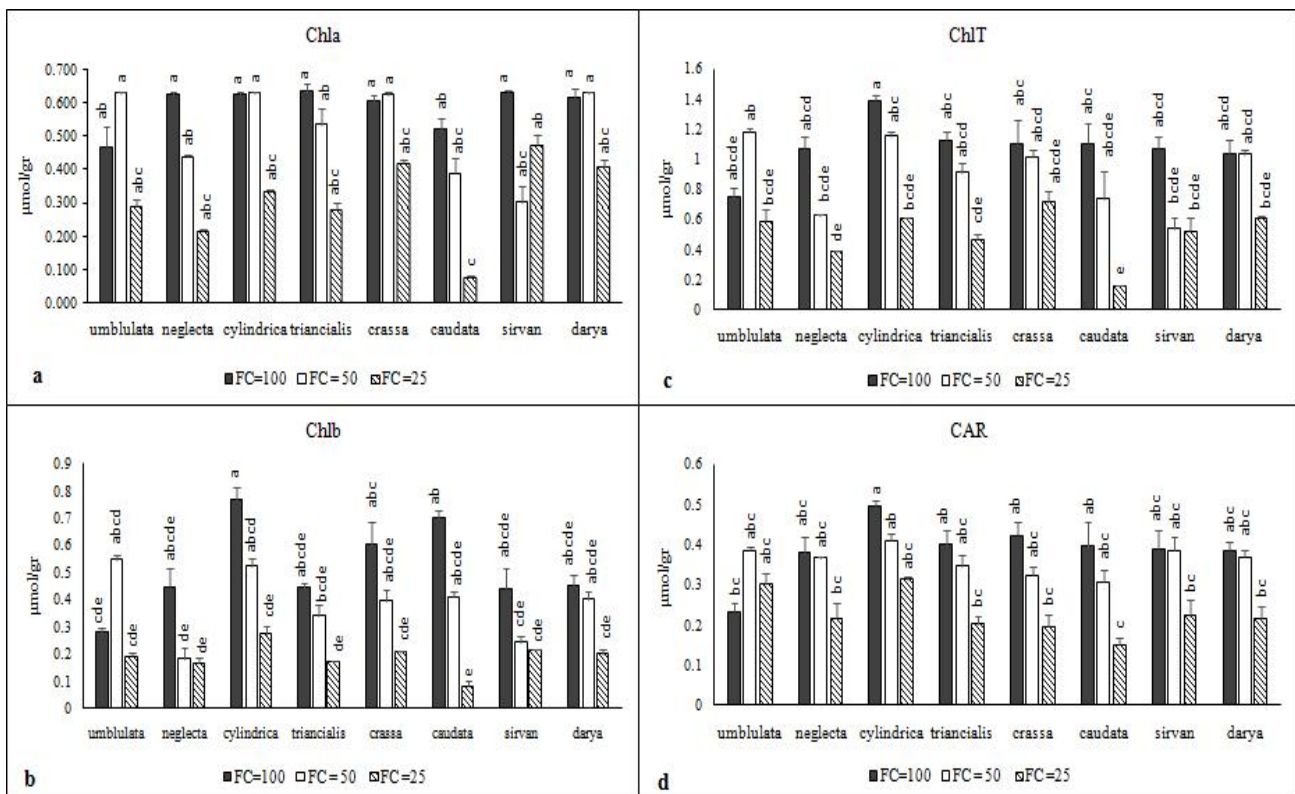 Chla
µmol/gr
0.700
0.600
0.500
0.400
0.300
0.200
0.100
0.000
ab a abc
a ab abc
a a abc
a ab abc
a a abc
ab abc c
a abc ab
a a abc
umblulata neglecta cylindrica triancialis crassa caudata sirvan darya
FC=100 FC = 50 FC =25
a
ChlT
µmol/gr
1.6
1.4
1.2
1
0.8
0.6
0.4
0.2
0
abcde ab bcde
abcd bcde de
a abc bcde
abc abcd cde
abc abcd abcde
abc abcde e
abcd bcde bcde
abcd abcd bcde
umblulata neglecta cylindrica triancialis crassa caudata sirvan darya
FC=100 FC = 50 FC =25
c
Chlb
µmol/gr
0.9
0.8
0.7
0.6
0.5
0.4
0.3
0.2
0.1
0
cde abcd cde
abcde de de
a abcd cde
abcde bcde de
abc abcde cde
ab abcde e
abcde cde cde
abcde abcde cde
umblulata neglecta cylindrica triancialis crassa caudata sirvan darya
FC=100 FC = 50 FC =25
b
CAR
µmol/gr
0.6
0.5
0.4
0.3
0.2
0.1
0
bc abc abc
abc abc bc
a ab abc
ab abc bc
ab abc bc
ab abc c
abc abc bc
abc abc bc
umblulata neglecta cylindrica triancialis crassa caudata sirvan darya
FC=100 FC = 50 FC =25
d